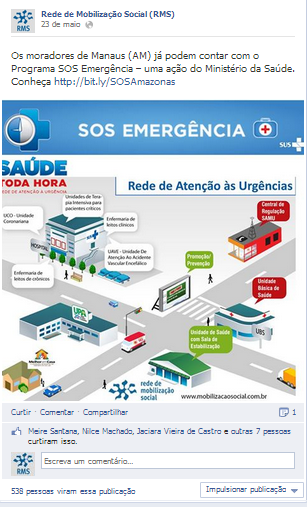 Rede de Mobilização Social (RMS)
23 de maio
RMS
Os moradores de Manaus (AM) já podem contar com o
Programa SOS Emergência – uma ação do Ministério da Saúde.
Conheça http://bit.ly/SOSAmazonas
SOS EMERGÊNCIA
SUS
SAÚDE
TODA HORA
REDE DE ATENÇÃO A URGÊNCIAS
Rede de Atenção às Urgências
Unidades de Tera-
pia Intensiva para
pacientes críticos
Central de
Regulação
SAMU
UCO - Unidade
Coronariana
Enfermaria de
leitos clínicos
HOSPITAL
UAVE - Unidade De
Atenção Ao Acidente
Vascular Encefálico
Promoção/
Prevenção
Enfermaria de
leitos de crônicos
Unidade
Básica de
Saúde
UPA
UBS
Unidade de Saúde
com Sala de
Estabilização
Melhor em Casa
rede de
mobilização
social
www.mobilizacaosocial.com.br
Curtir · Comentar · Compartilhar
1
Meire Santana, Nilce Machado, Jaciara Vieira de Castro e outras 7 pessoas
curtiram isso.
RMS
Escreva um comentário...
538 pessoas viram essa publicação
Impulsionar publicação